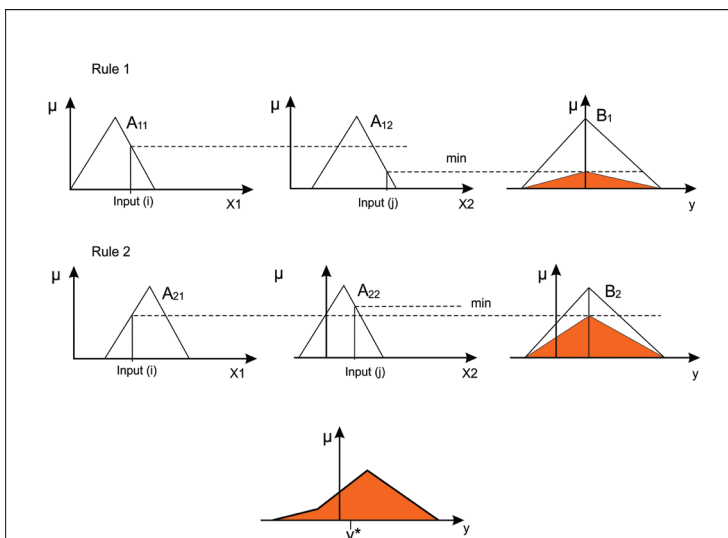 Rule 1
μ A₁₁ μ A₁₂ μ B₁
min
Input (i) X1 Input (j) X2 y
Rule 2
μ A₂₁ μ A₂₂ μ B₂
min
Input (i) X1 Input (j) X2 y
μ
y* y